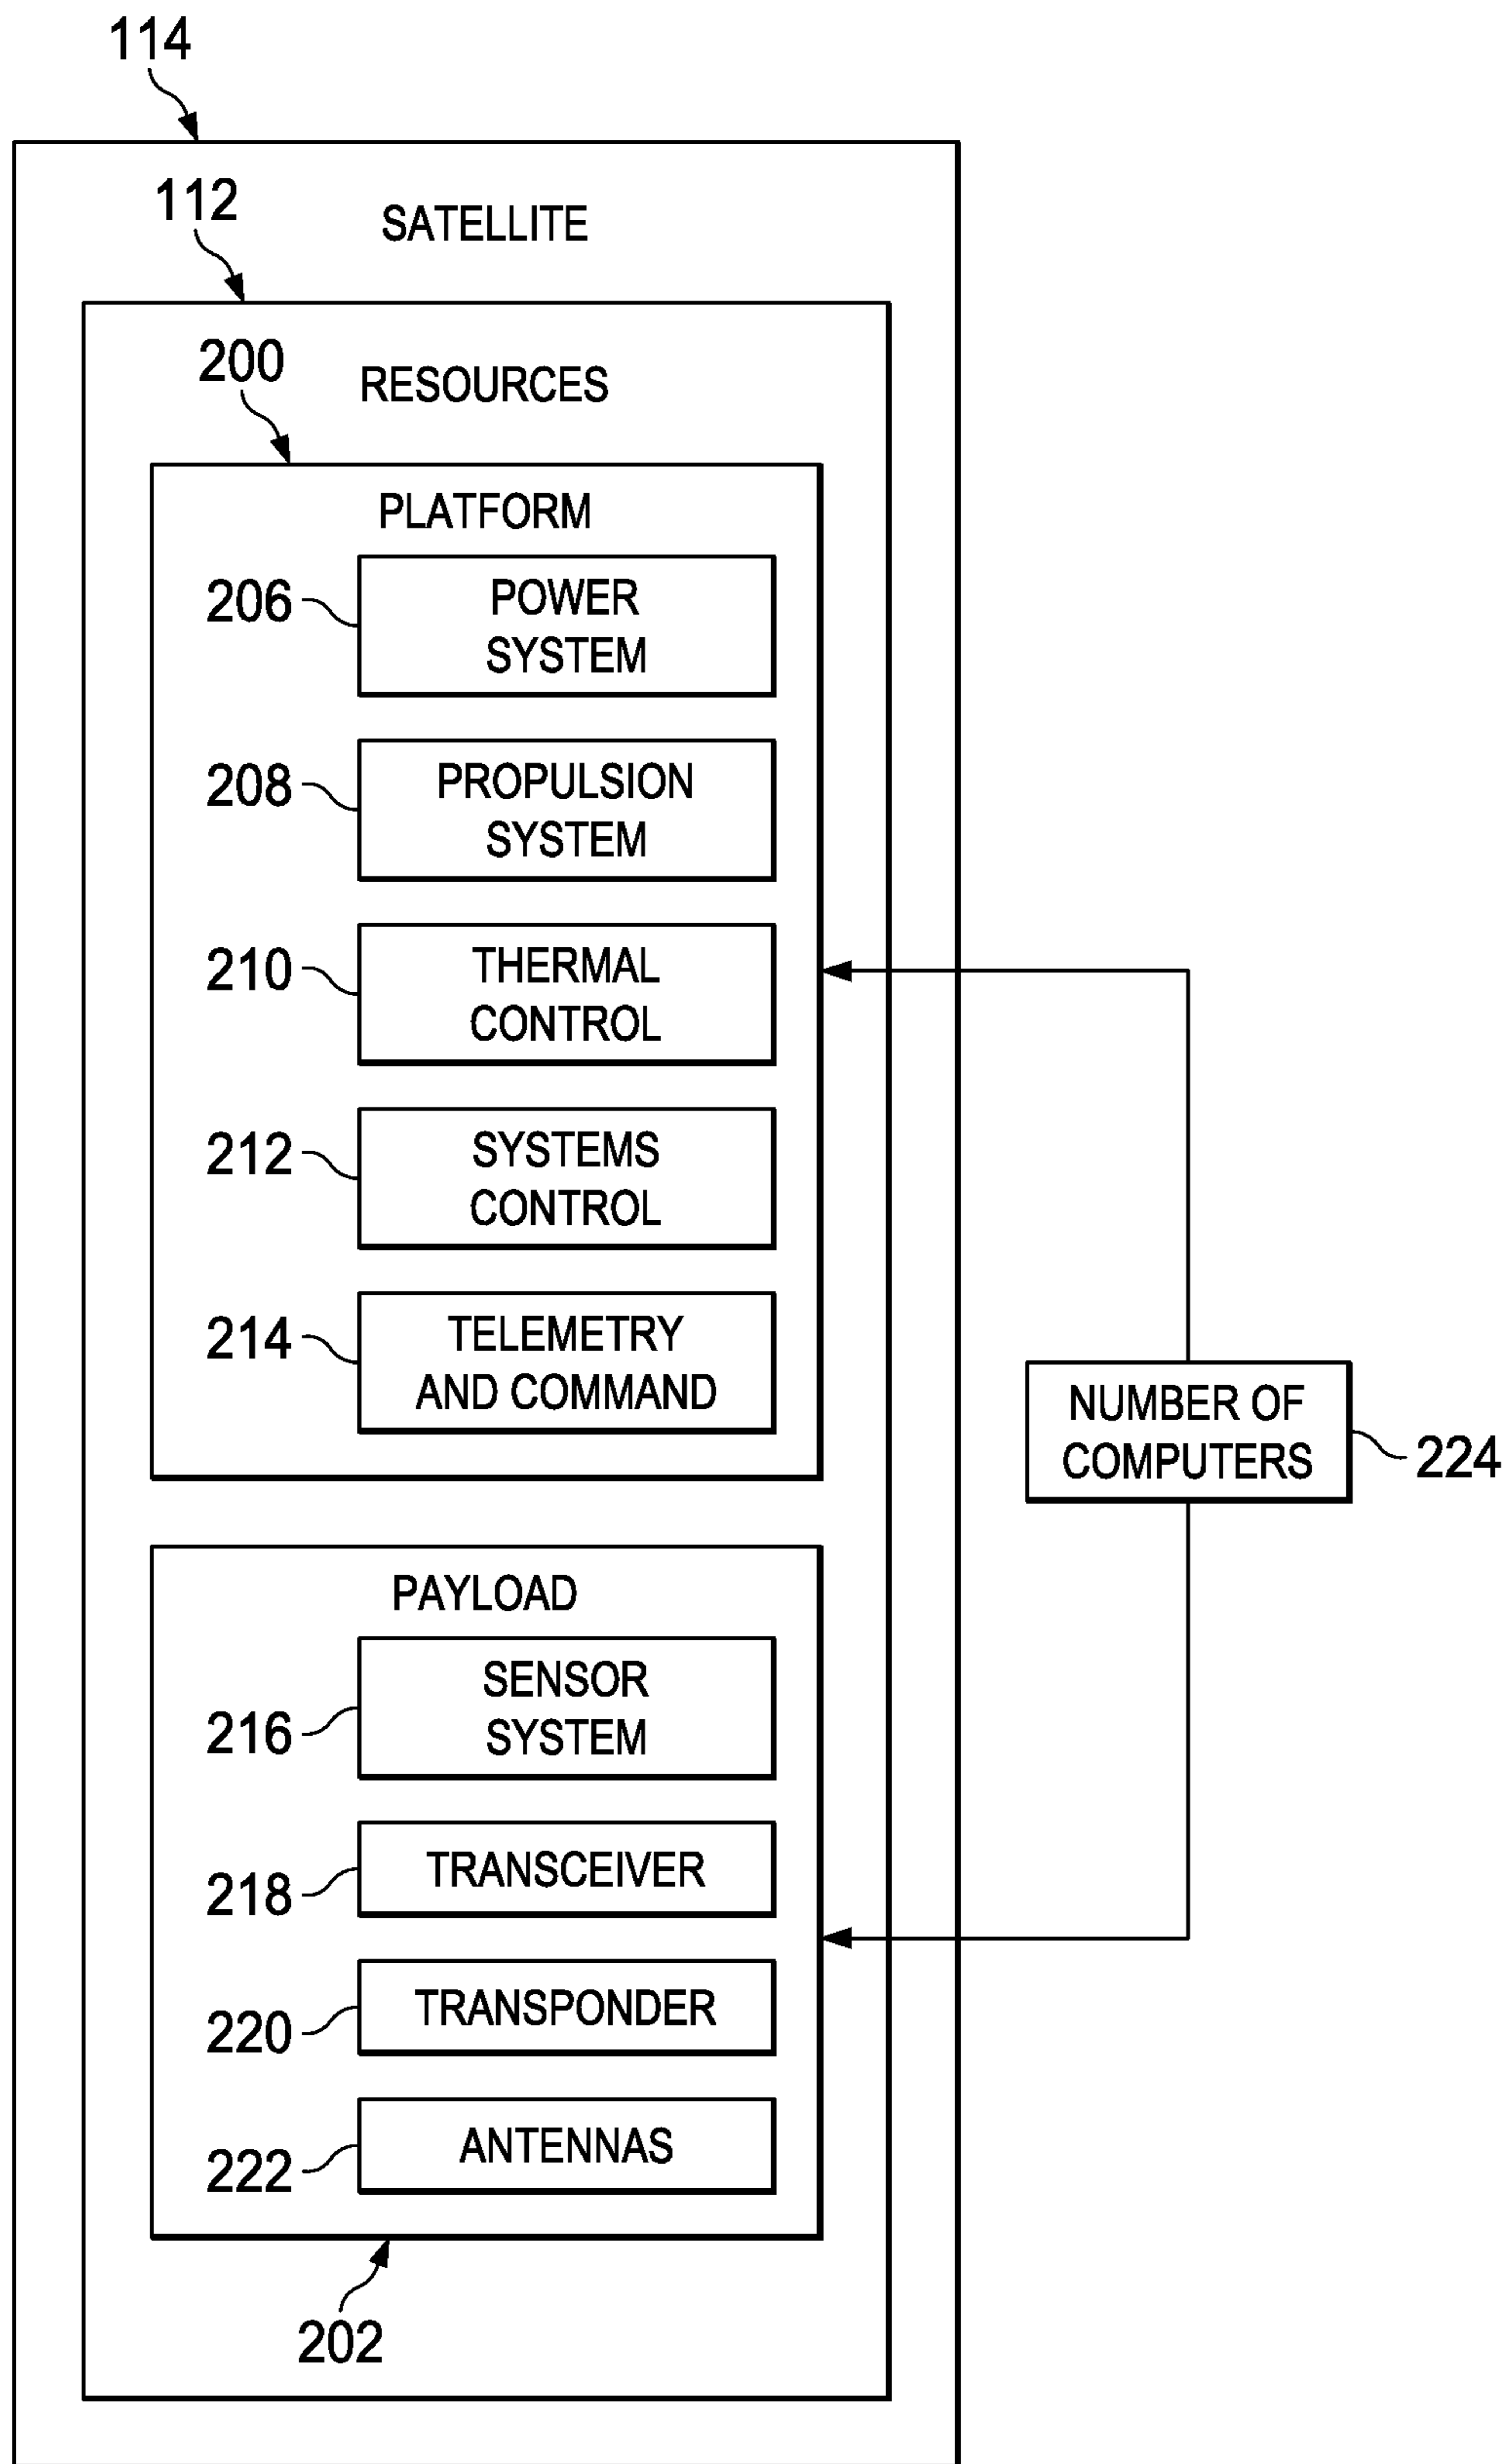 114
SATELLITE
112
RESOURCES
200
PLATFORM
206
POWER
SYSTEM
208
PROPULSION
SYSTEM
210
THERMAL
CONTROL
212
SYSTEMS
CONTROL
214
TELEMETRY
AND COMMAND
NUMBER OF
COMPUTERS
224
PAYLOAD
216
SENSOR
SYSTEM
218
TRANSCEIVER
220
TRANSPONDER
222
ANTENNAS
202